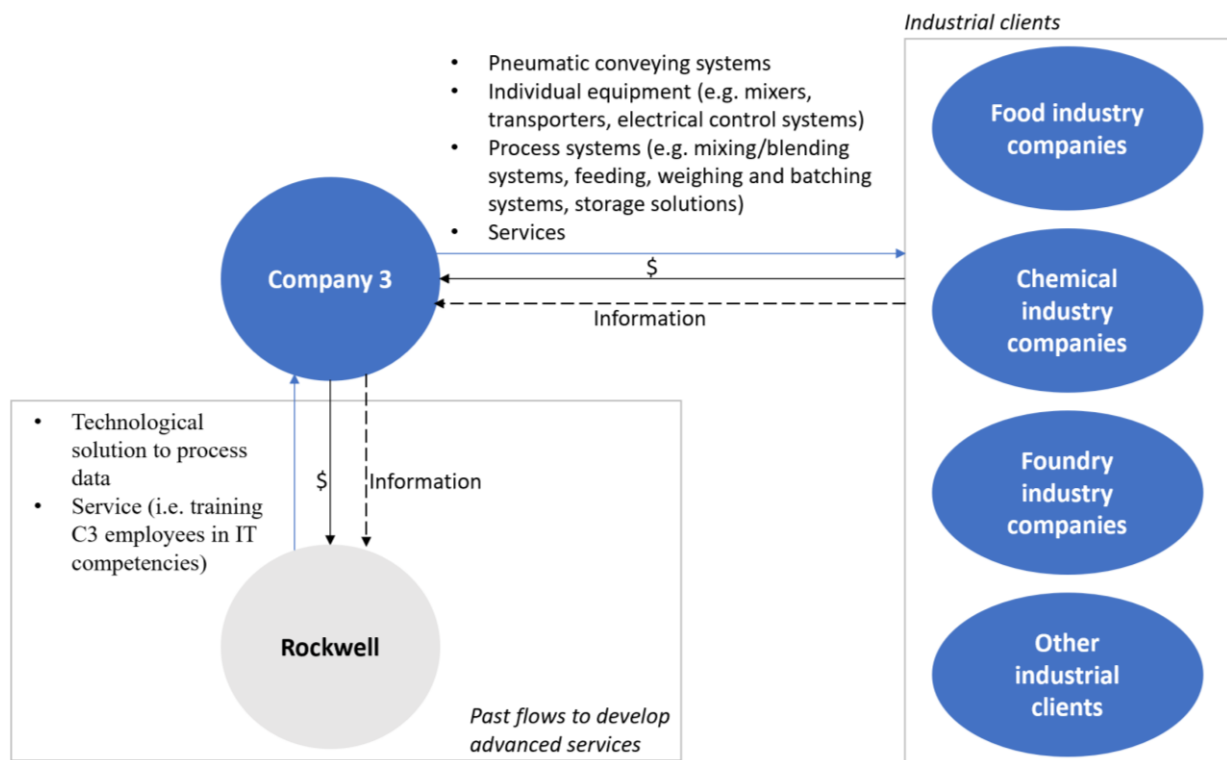 Industrial clients
• Pneumatic conveying systems
• Individual equipment (e.g. mixers,
transporters, electrical control systems)
• Process systems (e.g. mixing/blending
systems, feeding, weighing and batching
systems, storage solutions)
• Services
Food industry
companies
Company 3
$
Information
Chemical
industry
companies
• Technological
solution to process
data
• Service (i.e. training
C3 employees in IT
competencies)
$
Information
Foundry
industry
companies
Rockwell
Past flows to develop
advanced services
Other
industrial
clients